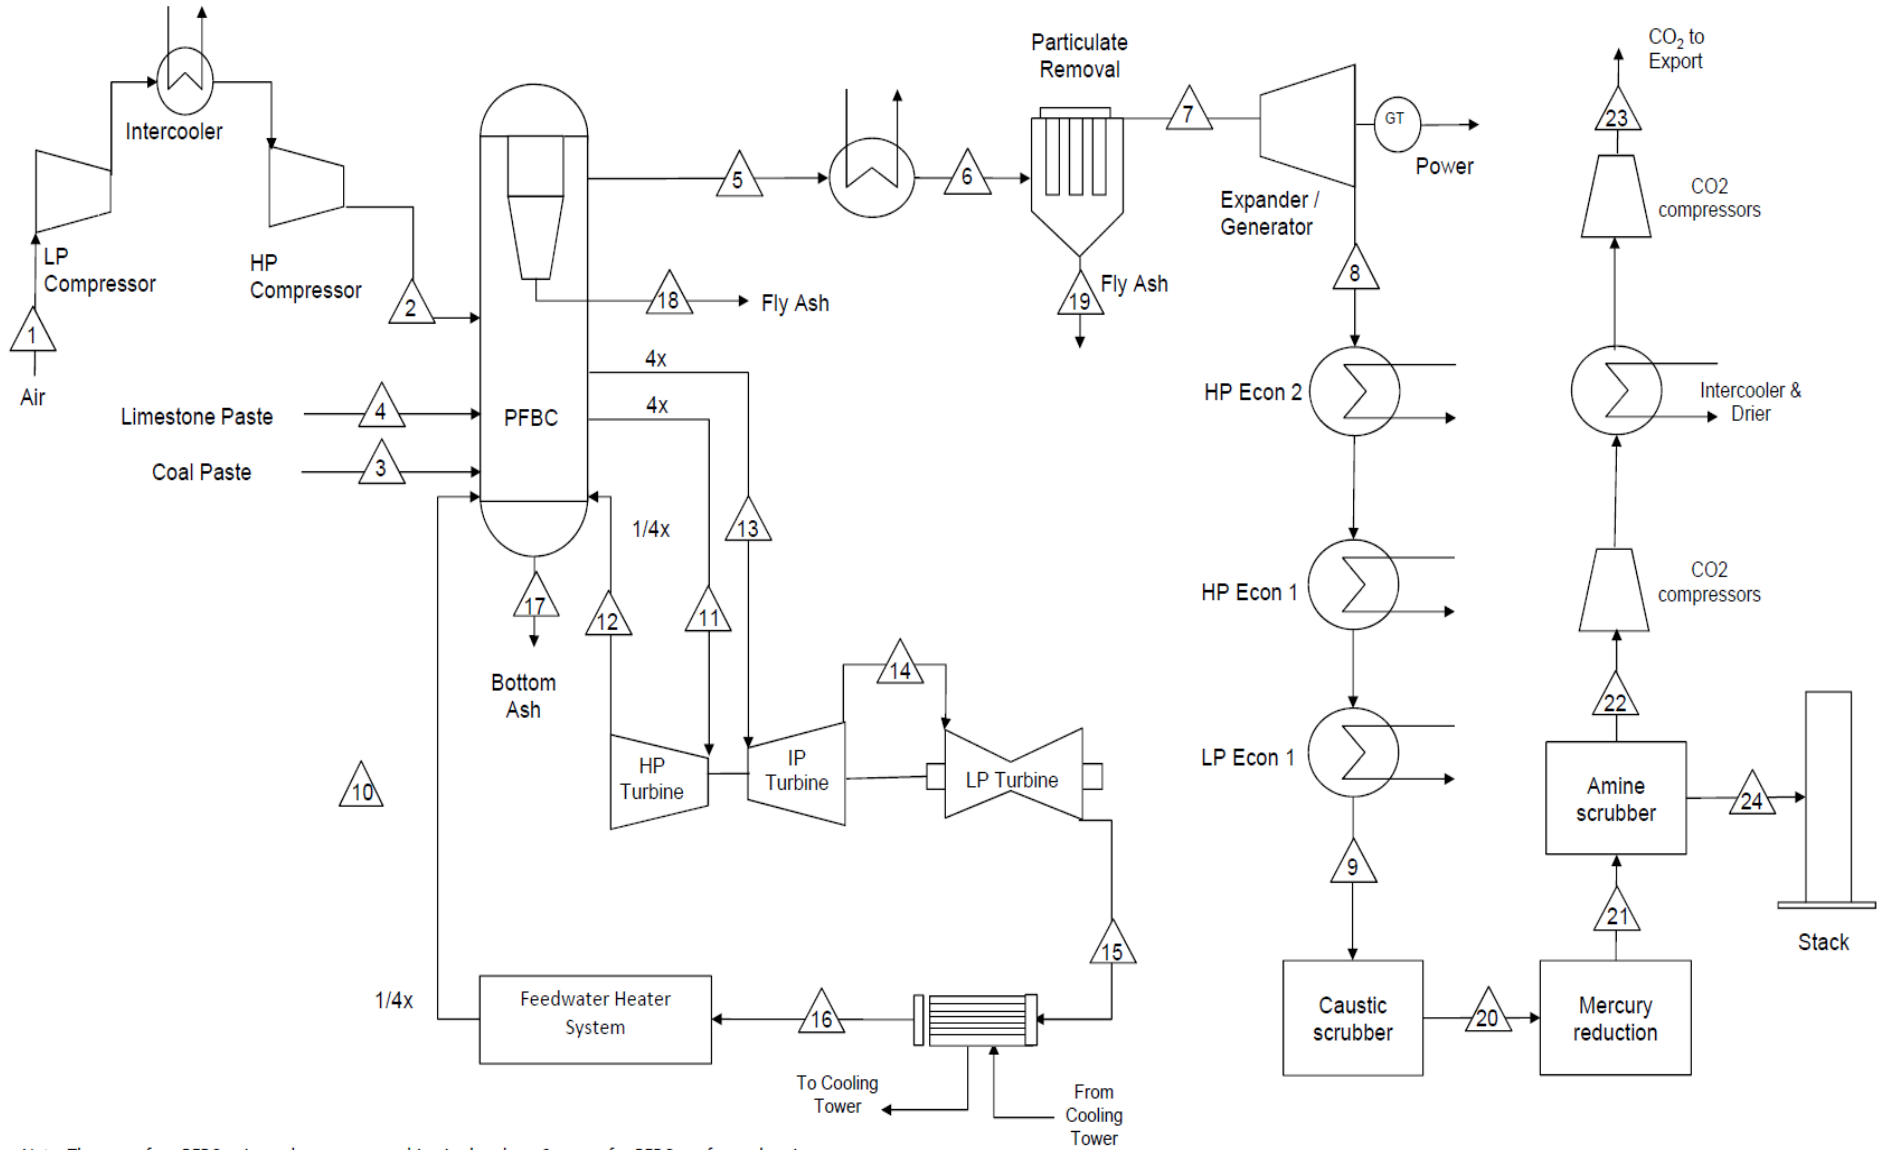 Intercooler
LP
Compressor
HP
Compressor
1
Air
2
Limestone Paste
4
Coal Paste
3
PFBC
5
6
18
Fly Ash
4x
4x
13
11
12
1/4x
17
Bottom
Ash
10
HP
Turbine
IP
Turbine
14
LP Turbine
15
16
Feedwater Heater
System
1/4x
To Cooling
Tower
From
Cooling
Tower
Particulate
Removal
19
Fly Ash
7
Expander /
Generator
GT
Power
8
HP Econ 2
HP Econ 1
LP Econ 1
9
Caustic
scrubber
20
Mercury
reduction
21
Amine
scrubber
24
Stack
22
CO2
compressors
Intercooler &
Drier
CO2
compressors
23
CO₂ to
Export